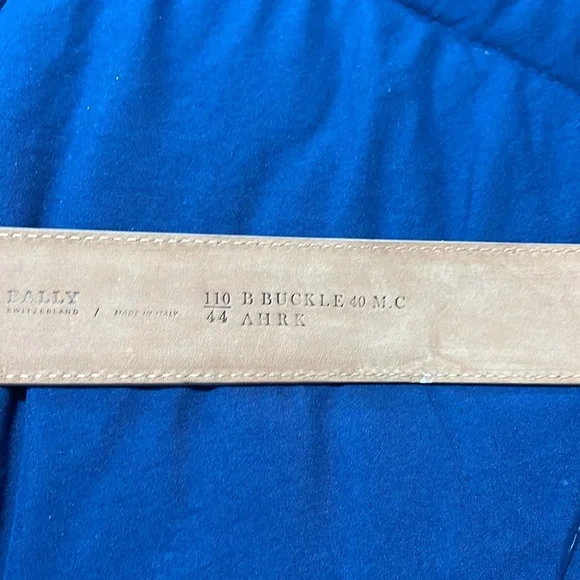 BALLY
SWITZERLAND / MADE IN ITALY
110 B BUCKLE 40 M.C
44 AHRK